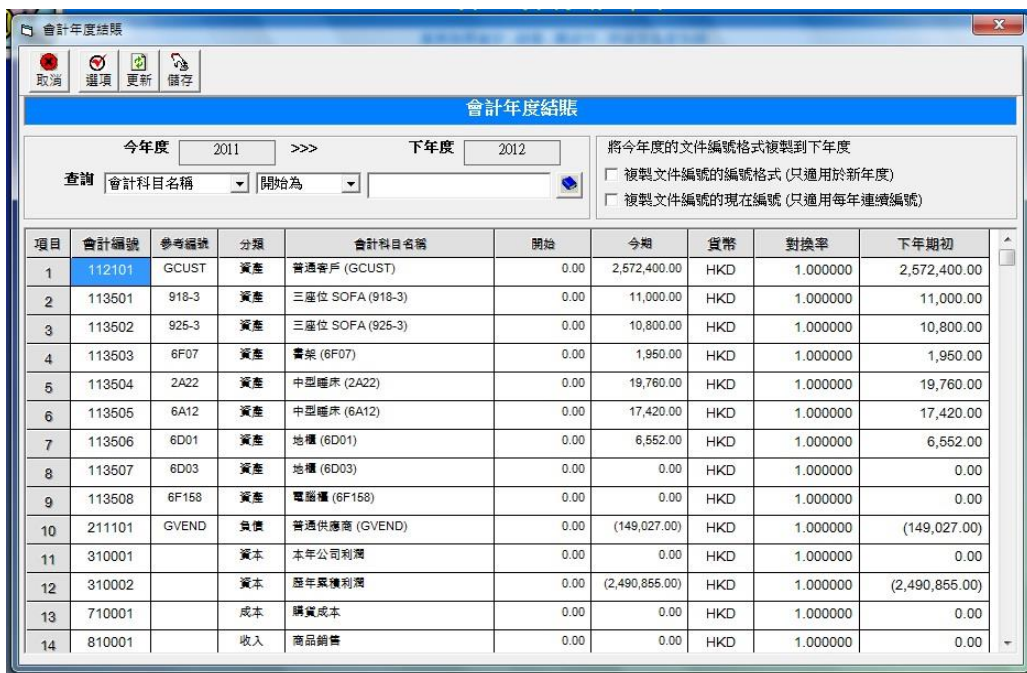 會計年度結賬
取消 選項 更新 儲存
會計年度結賬
今年度 2011 >>> 下年度 2012
將今年度的文件編號格式複製到下年度
查詢 會計科目名稱 開始為
複製文件編號的編號格式 (只適用於新年度)
複製文件編號的現在編號 (只適用每年連續編號)
項目 會計編號 參考編號 分類 會計科目名稱 開始 今期 貨幣 對換率 下年期初
1 112101 GCUST 資產 普通客戶 (GCUST) 0.00 2,572,400.00 HKD 1.000000 2,572,400.00
2 113501 918-3 資產 三座位 SOFA (918-3) 0.00 11,000.00 HKD 1.000000 11,000.00
3 113502 925-3 資產 三座位 SOFA (925-3) 0.00 10,800.00 HKD 1.000000 10,800.00
4 113503 6F07 資產 書架 (6F07) 0.00 1,950.00 HKD 1.000000 1,950.00
5 113504 2A22 資產 中型睡床 (2A22) 0.00 19,760.00 HKD 1.000000 19,760.00
6 113505 6A12 資產 中型睡床 (6A12) 0.00 17,420.00 HKD 1.000000 17,420.00
7 113506 6D01 資產 地櫃 (6D01) 0.00 6,552.00 HKD 1.000000 6,552.00
8 113507 6D03 資產 地櫃 (6D03) 0.00 0.00 HKD 1.000000 0.00
9 113508 6F158 資產 電腦櫃 (6F158) 0.00 0.00 HKD 1.000000 0.00
10 211101 GVEND 負債 普通供應商 (GVEND) 0.00 (149,027.00) HKD 1.000000 (149,027.00)
11 310001 資本 本年公司利潤 0.00 0.00 HKD 1.000000 0.00
12 310002 資本 歷年累積利潤 0.00 (2,490,855.00) HKD 1.000000 (2,490,855.00)
13 710001 成本 購貨成本 0.00 0.00 HKD 1.000000 0.00
14 810001 收入 商品銷售 0.00 0.00 HKD 1.000000 0.00